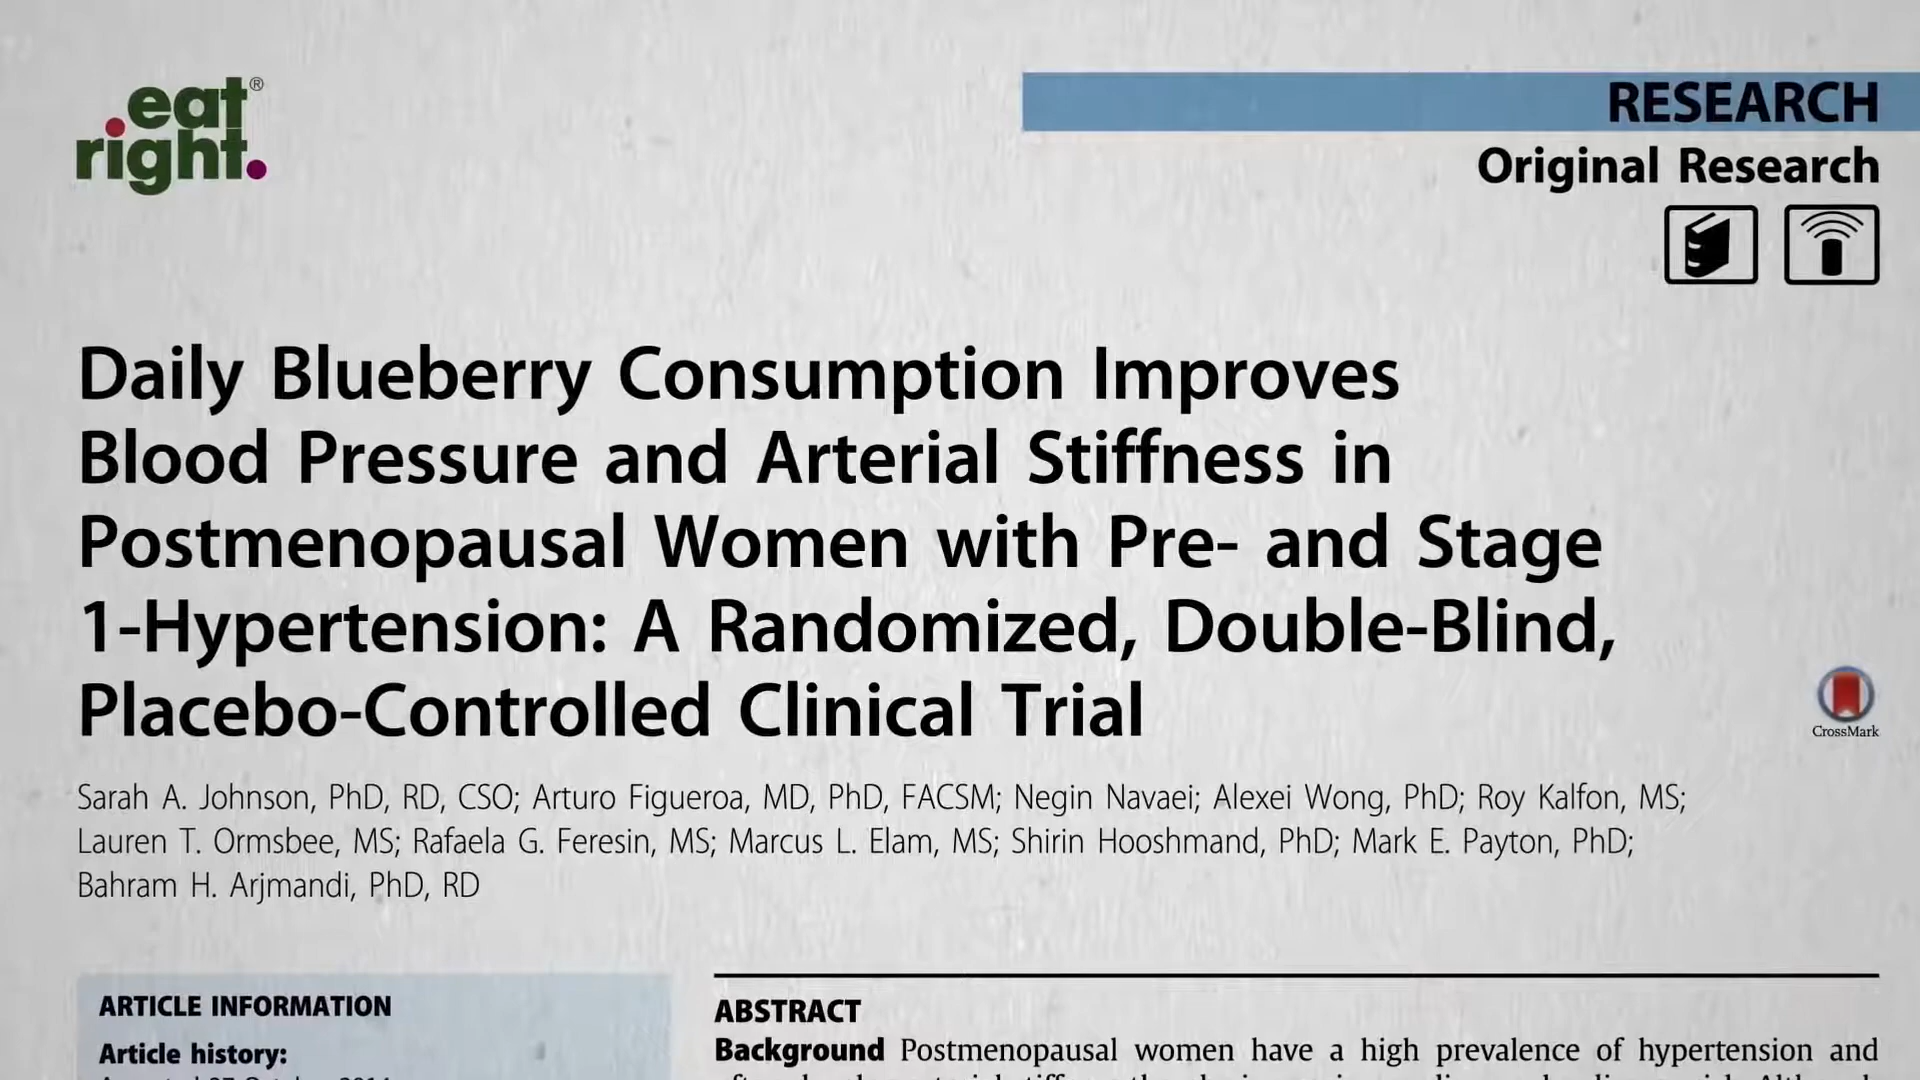 eat®
right.
RESEARCH
Original Research
Daily Blueberry Consumption Improves
Blood Pressure and Arterial Stiffness in
Postmenopausal Women with Pre- and Stage
1-Hypertension: A Randomized, Double-Blind,
Placebo-Controlled Clinical Trial
CrossMark
Sarah A. Johnson, PhD, RD, CSO; Arturo Figueroa, MD, PhD, FACSM; Negin Navaei; Alexei Wong, PhD; Roy Kalfon, MS;
Lauren T. Ormsbee, MS; Rafaela G. Feresin, MS; Marcus L. Elam, MS; Shirin Hooshmand, PhD; Mark E. Payton, PhD;
Bahram H. Arjmandi, PhD, RD
ARTICLE INFORMATION
Article history:
ABSTRACT
Background Postmenopausal women have a high prevalence of hypertension and